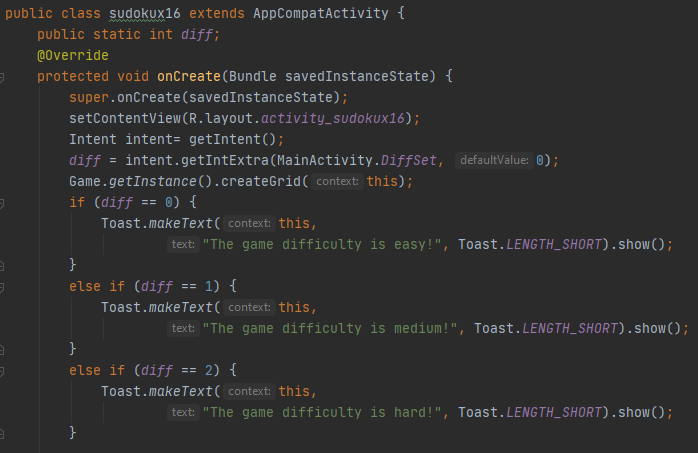 public class sudokux16 extends AppCompatActivity {
public static int diff;
@Override
protected void onCreate(Bundle savedInstanceState) {
super.onCreate(savedInstanceState);
setContentView(R.layout.activity_sudokux16);
Intent intent= getIntent();
diff = intent.getIntExtra(MainActivity.DiffSet, defaultValue: 0);
Game.getInstance().createGrid( context: this);
if (diff == 0) {
Toast.makeText( context: this,
text: "The game difficulty is easy!", Toast.LENGTH_SHORT).show();
}
else if (diff == 1) {
Toast.makeText( context: this,
text: "The game difficulty is medium!", Toast.LENGTH_SHORT).show();
}
else if (diff == 2) {
Toast.makeText( context: this,
text: "The game difficulty is hard!", Toast.LENGTH_SHORT).show();
}